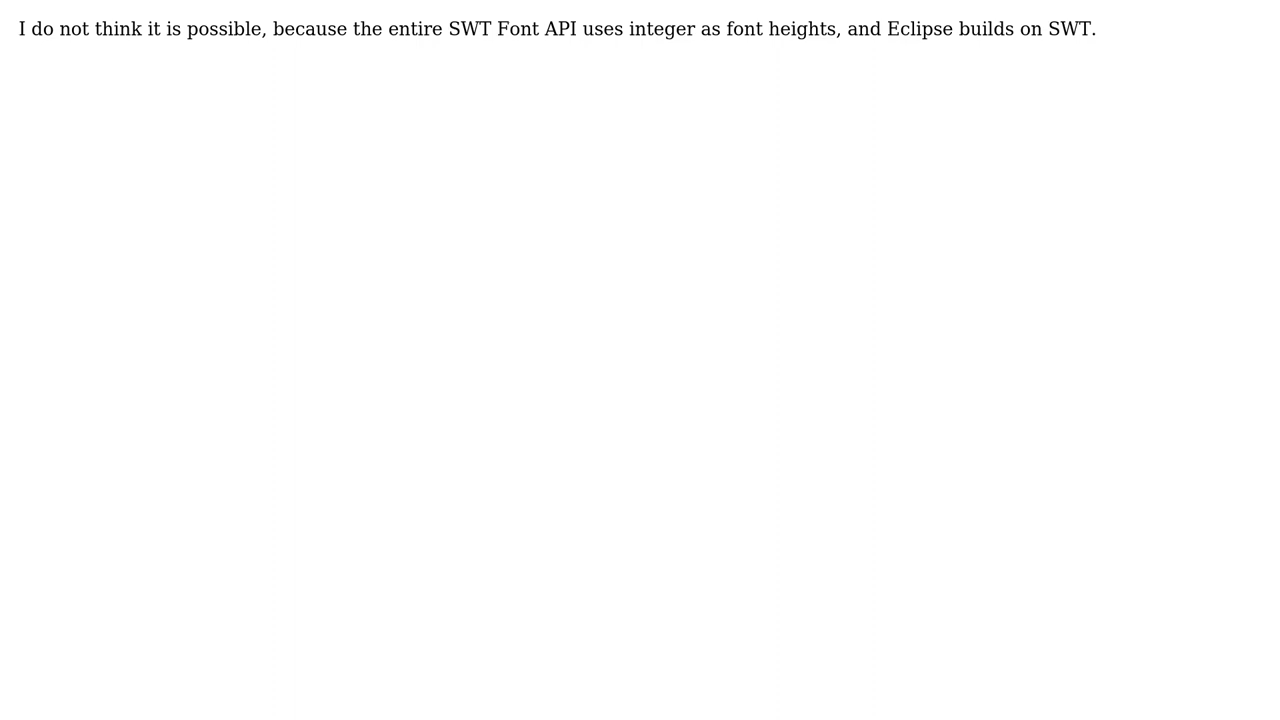 I do not think it is possible, because the entire SWT Font API uses integer as font heights, and Eclipse builds on SWT.